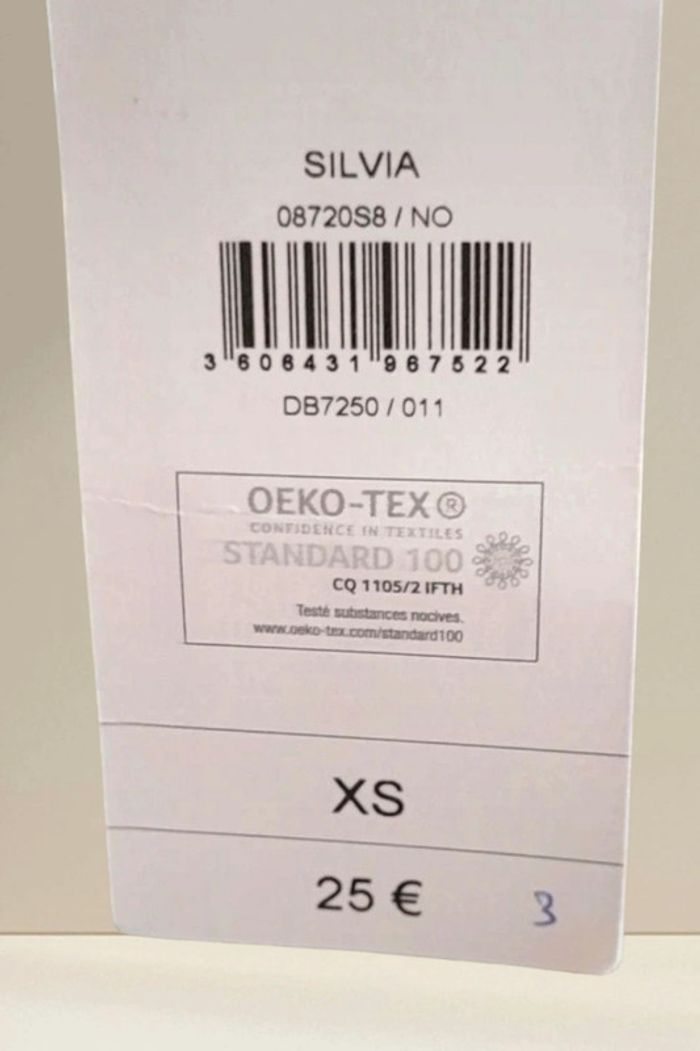 SILVIA
08720S8 / NO
3 606431 967522
DB7250 / 011
OEKO-TEX®
CONFIDENCE IN TEXTILES
STANDARD 100
CQ 1105/2 IFTH
Testé substances nocives.
www.oeko-tex.com/standard100
XS
25 €
3